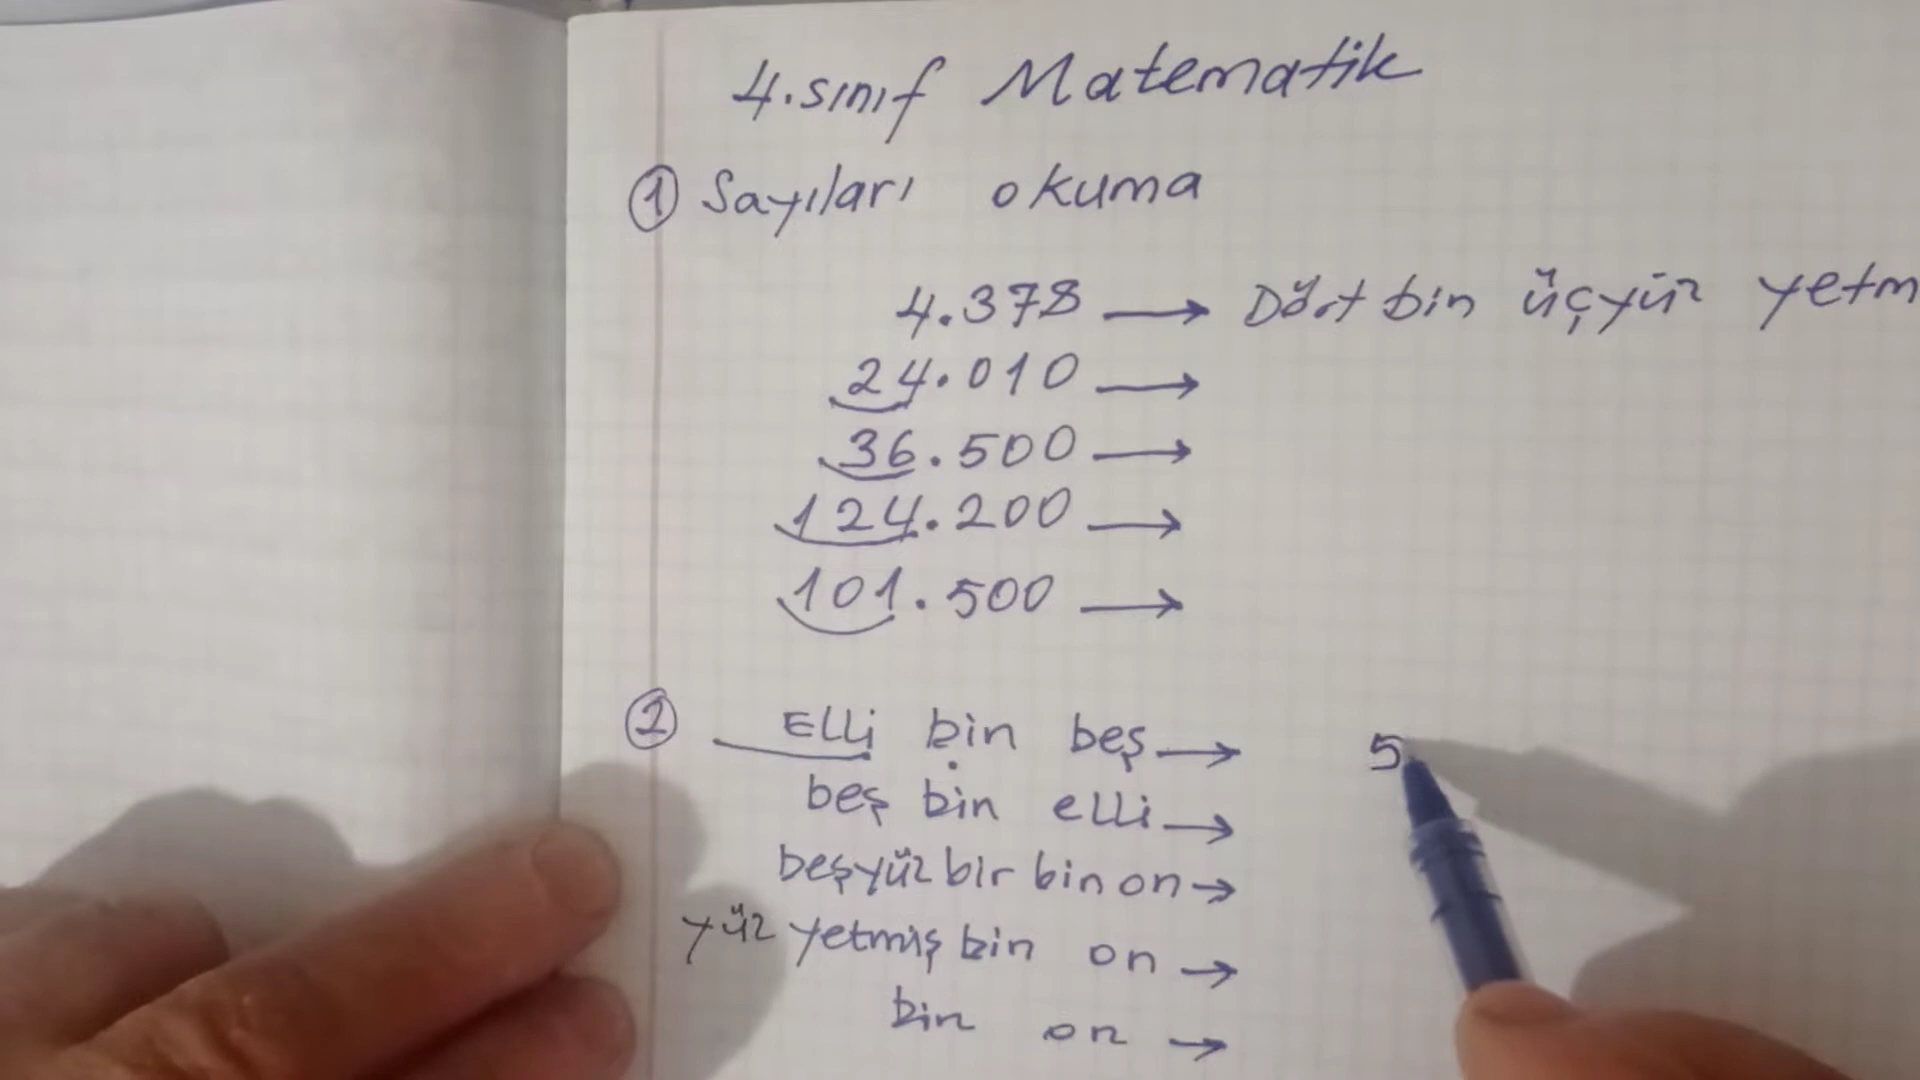 4.sınıf Matematik
① Sayıları okuma
4.378 → Dört bin üçyüz yetm
24.010 →
36.500 →
124.200 →
101.500 →
② Elli bin beş → 5
beş bin elli →
beşyüz bir bin on →
yüz yetmiş bin on →
bin on →